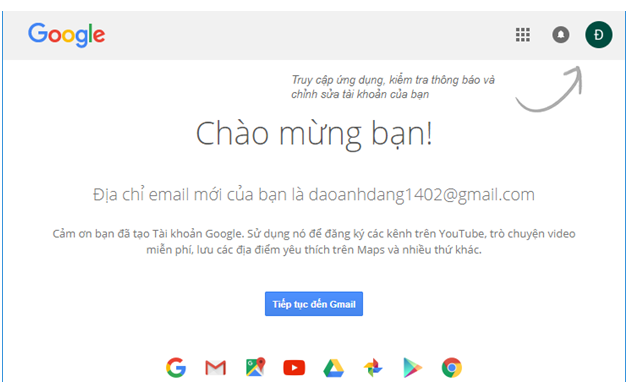 Google
Đ
Truy cập ứng dụng, kiểm tra thông báo và
chỉnh sửa tài khoản của bạn
Chào mừng bạn!
Địa chỉ email mới của bạn là daoanhdang1402@gmail.com
Cảm ơn bạn đã tạo Tài khoản Google. Sử dụng nó để đăng ký các kênh trên YouTube, trò chuyện video
miễn phí, lưu các địa điểm yêu thích trên Maps và nhiều thứ khác.
Tiếp tục đến Gmail